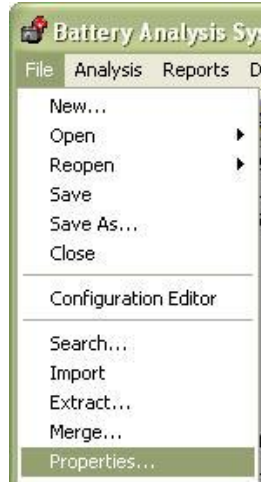 Battery Analysis Sy
File Analysis Reports D
New...
Open
Reopen
Save
Save As...
Close
Configuration Editor
Search...
Import
Extract...
Merge...
Properties...